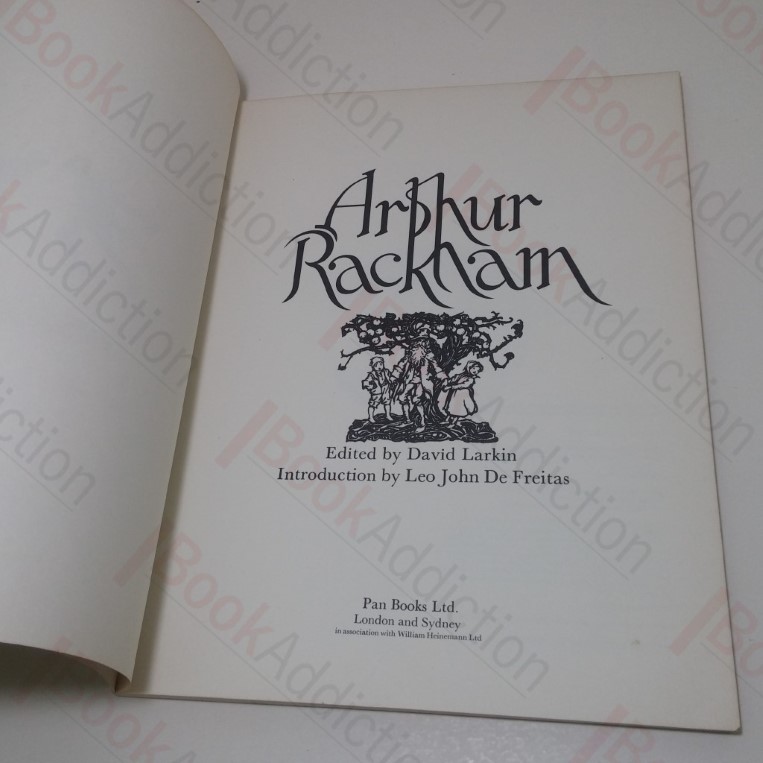 Arthur
Rackham
Edited by David Larkin
Introduction by Leo John De Freitas
Pan Books Ltd.
London and Sydney
in association with William Heinemann Ltd
BookAddiction